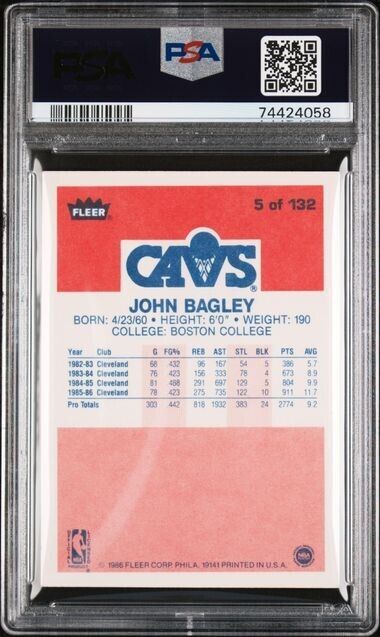 PSA
PSA
74424058
FLEER®
5 of 132
CAVS®
JOHN BAGLEY
BORN: 4/23/60 • HEIGHT: 6'0" • WEIGHT: 190
COLLEGE: BOSTON COLLEGE
Year Club G FG% REB AST STL BLK PTS AVG
1982-83 Cleveland 68 .432 96 167 54 5 386 5.7
1983-84 Cleveland 76 .423 156 333 78 4 673 8.9
1984-85 Cleveland 81 .488 291 697 129 5 804 9.9
1985-86 Cleveland 78 .423 275 735 122 10 911 11.7
Pro Totals 303 .442 818 1932 383 24 2774 9.2
NBA
© 1986 FLEER CORP. PHILA. 19141 PRINTED IN U.S.A.